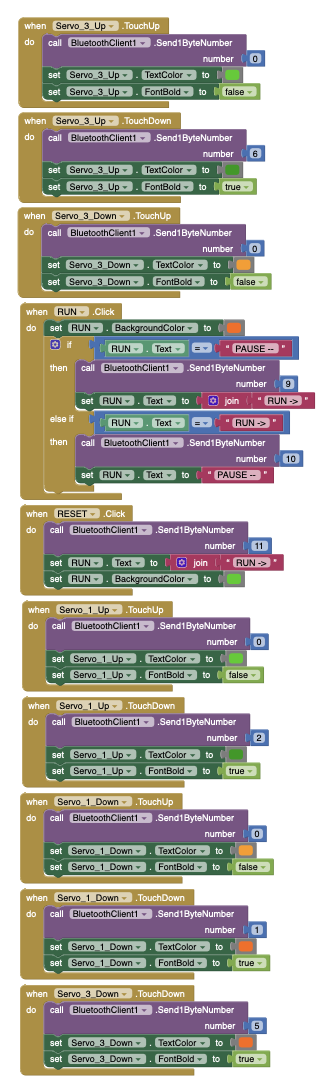 when Servo_3_Up .TouchUp
do call BluetoothClient1 .Send1ByteNumber
number 0
set Servo_3_Up . TextColor to
set Servo_3_Up . FontBold to false
when Servo_3_Up .TouchDown
do call BluetoothClient1 .Send1ByteNumber
number 6
set Servo_3_Up . TextColor to
set Servo_3_Up . FontBold to true
when Servo_3_Down .TouchUp
do call BluetoothClient1 .Send1ByteNumber
number 0
set Servo_3_Down . TextColor to
set Servo_3_Down . FontBold to false
when RUN .Click
do set RUN . BackgroundColor to
if RUN . Text = " PAUSE -- "
then call BluetoothClient1 .Send1ByteNumber
number 9
set RUN . Text to join " RUN -> "
else if RUN . Text = " RUN -> "
then call BluetoothClient1 .Send1ByteNumber
number 10
set RUN . Text to " PAUSE -- "
when RESET .Click
do call BluetoothClient1 .Send1ByteNumber
number 11
set RUN . Text to join " RUN -> "
set RUN . BackgroundColor to
when Servo_1_Up .TouchUp
do call BluetoothClient1 .Send1ByteNumber
number 0
set Servo_1_Up . TextColor to
set Servo_1_Up . FontBold to false
when Servo_1_Up .TouchDown
do call BluetoothClient1 .Send1ByteNumber
number 2
set Servo_1_Up . TextColor to
set Servo_1_Up . FontBold to true
when Servo_1_Down .TouchUp
do call BluetoothClient1 .Send1ByteNumber
number 0
set Servo_1_Down . TextColor to
set Servo_1_Down . FontBold to false
when Servo_1_Down .TouchDown
do call BluetoothClient1 .Send1ByteNumber
number 1
set Servo_1_Down . TextColor to
set Servo_1_Down . FontBold to true
when Servo_3_Down .TouchDown
do call BluetoothClient1 .Send1ByteNumber
number 5
set Servo_3_Down . TextColor to
set Servo_3_Down . FontBold to true